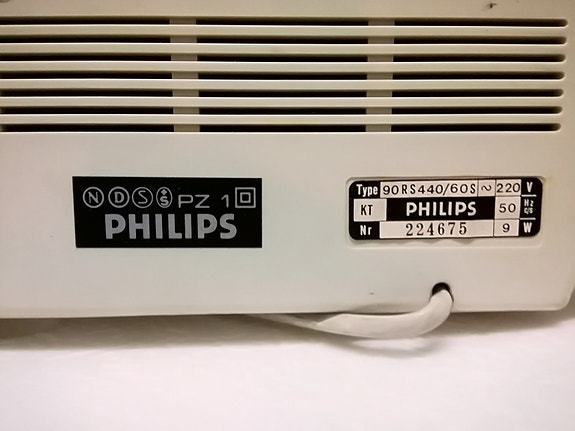 N D S S PZ 1
PHILIPS
Type 90RS440/60S ~ 220 V
KT PHILIPS 50 Hz c/s
Nr 224675 9 W